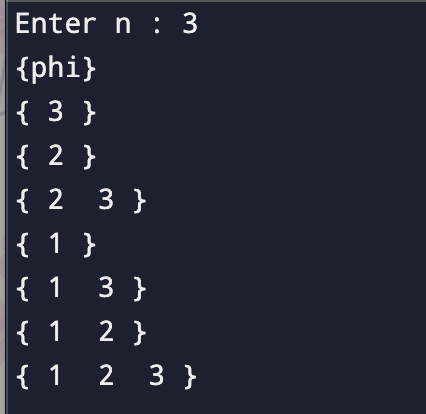 Enter n : 3
{phi}
{ 3 }
{ 2 }
{ 2  3 }
{ 1 }
{ 1  3 }
{ 1  2 }
{ 1  2  3 }